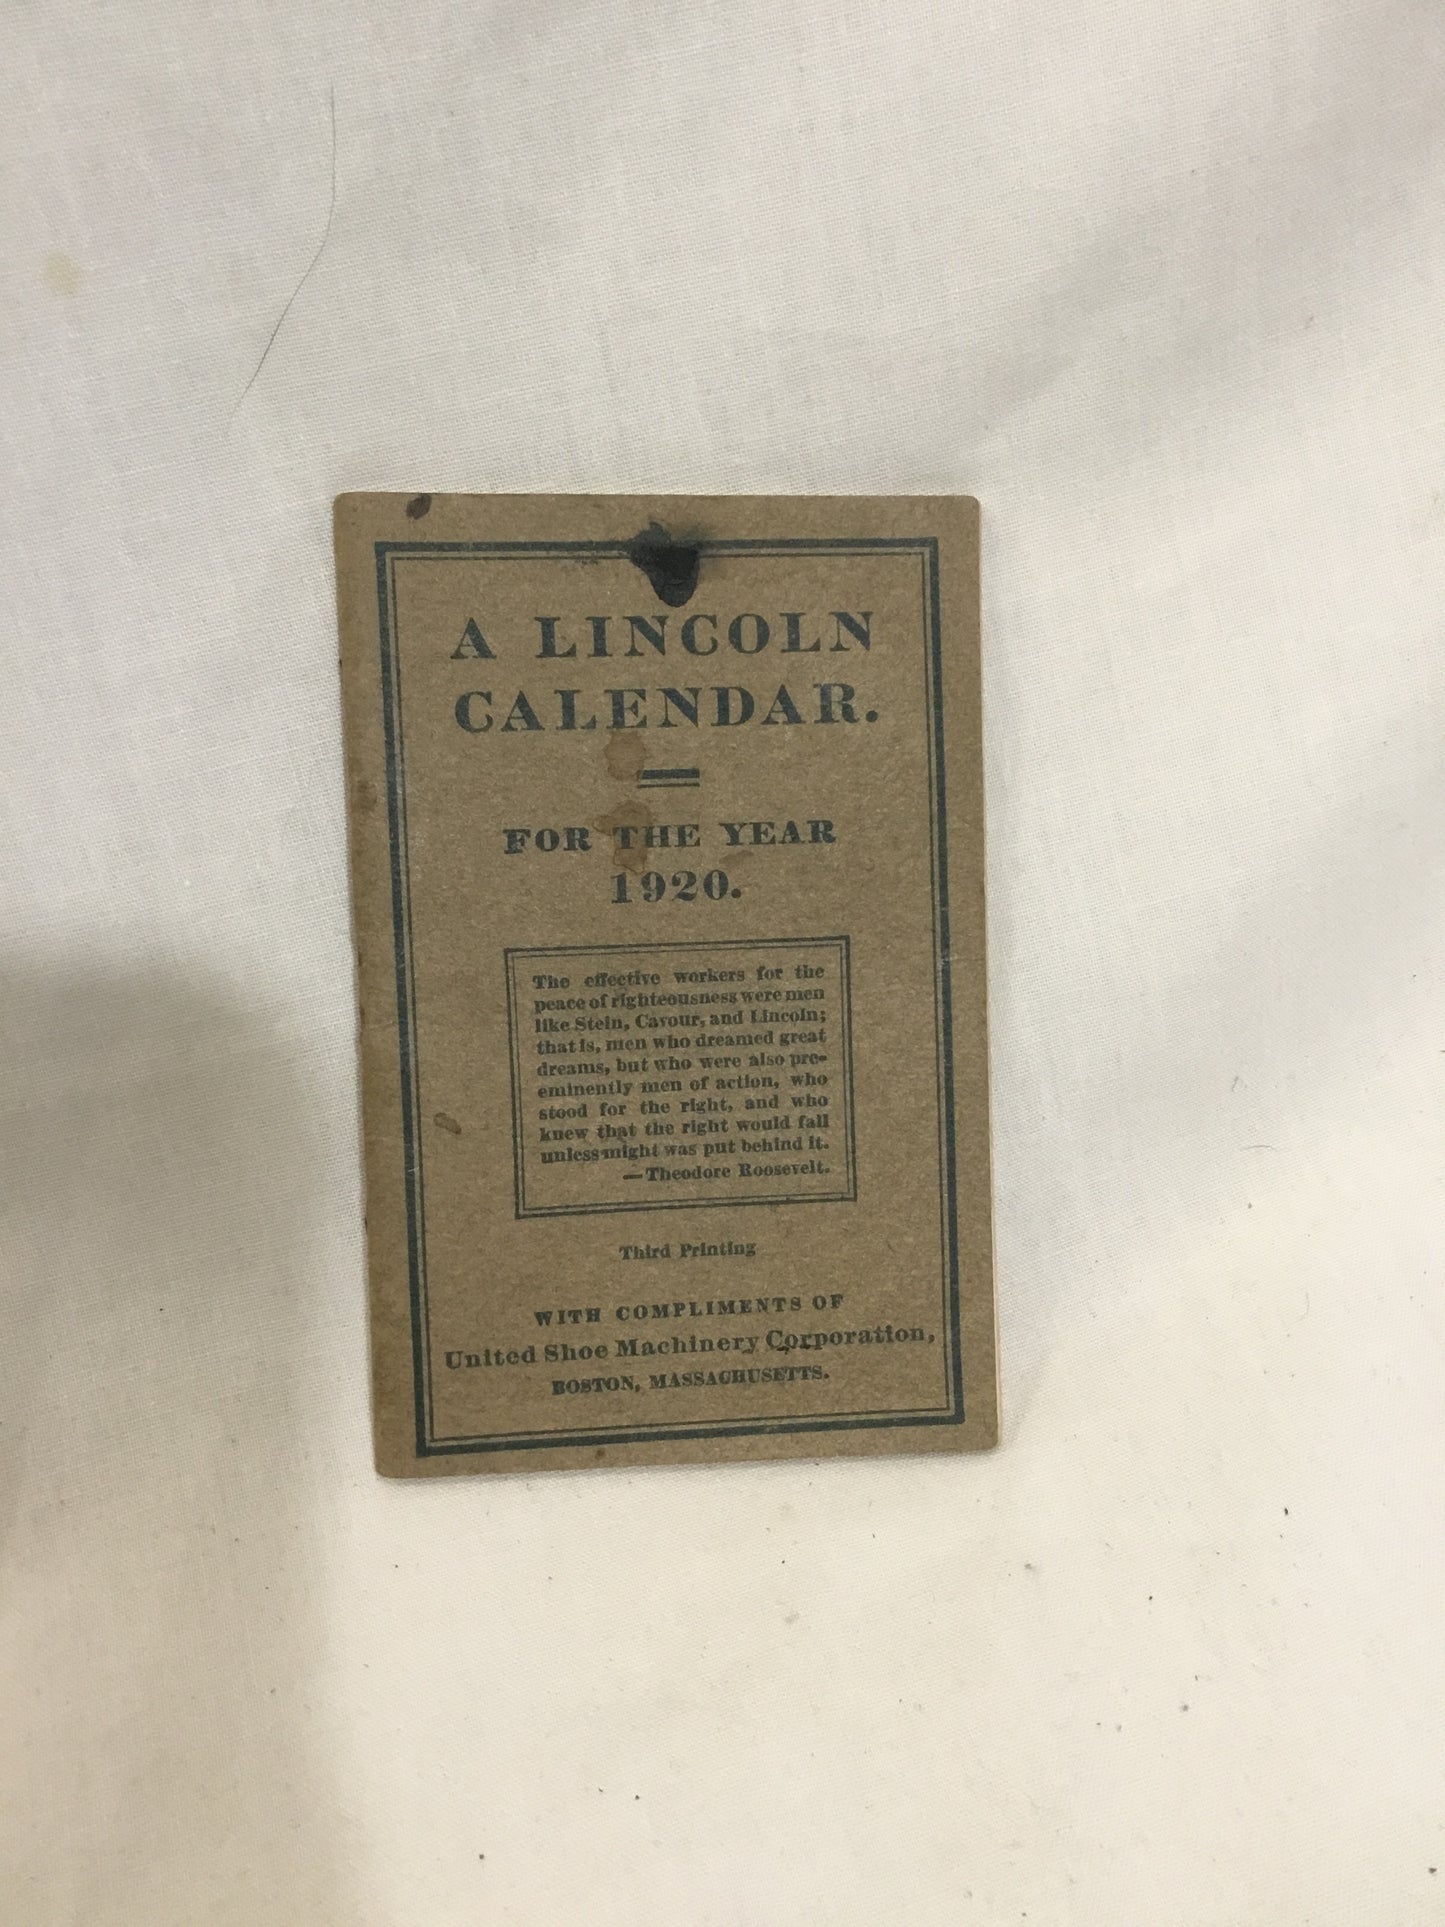 A LINCOLN
CALENDAR.
FOR THE YEAR
1920.
The effective workers for the
peace of righteousness were men
like Stein, Cavour, and Lincoln;
that is, men who dreamed great
dreams, but who were also pre-
eminently men of action, who
stood for the right, and who
knew that the right would fall
unless might was put behind it.
—Theodore Roosevelt.
Third Printing
WITH COMPLIMENTS OF
United Shoe Machinery Corporation,
BOSTON, MASSACHUSETTS.